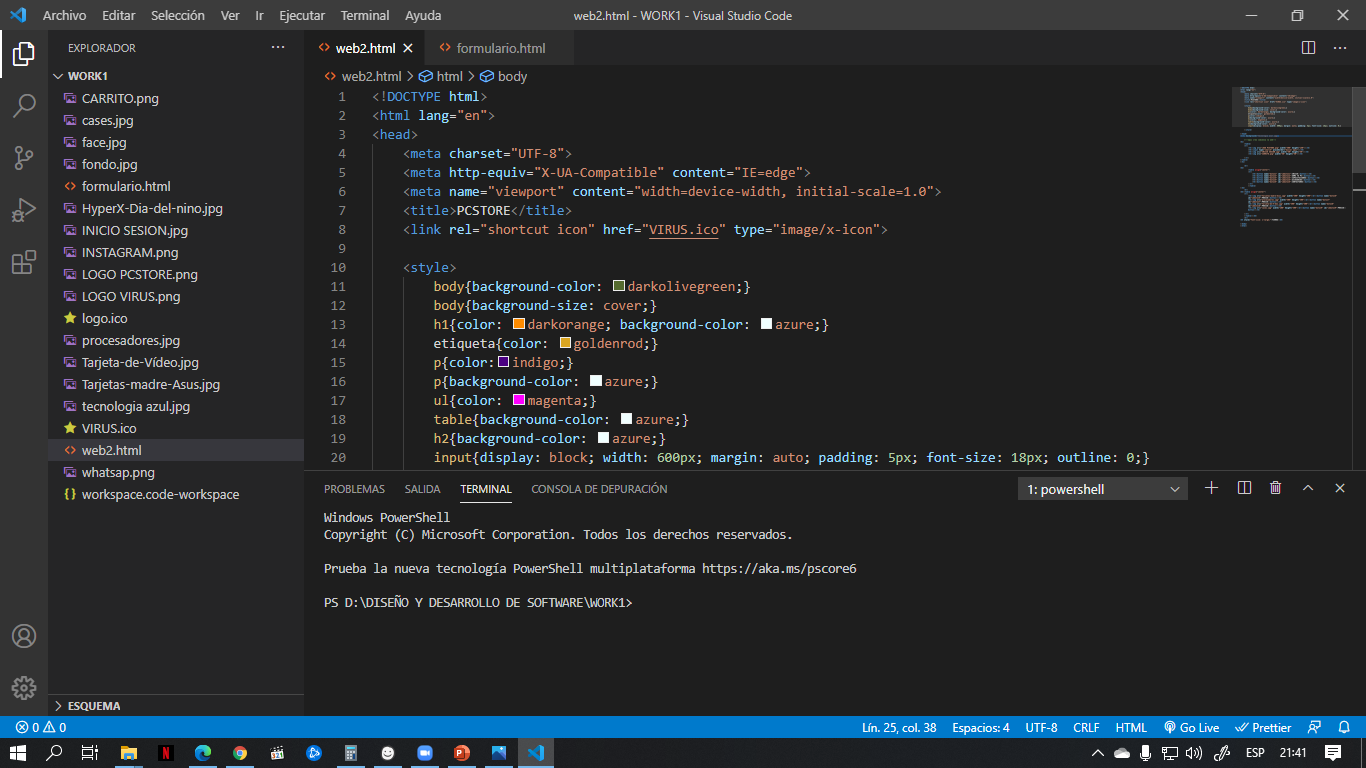 Archivo Editar Selección Ver Ir Ejecutar Terminal Ayuda
web2.html - WORK1 - Visual Studio Code
EXPLORADOR
WORK1
CARRITO.png
cases.jpg
face.jpg
fondo.jpg
formulario.html
HyperX-Dia-del-nino.jpg
INICIO SESION.jpg
INSTAGRAM.png
LOGO PCSTORE.png
LOGO VIRUS.png
logo.ico
procesadores.jpg
Tarjeta-de-Vídeo.jpg
Tarjetas-madre-Asus.jpg
tecnologia azul.jpg
VIRUS.ico
web2.html
whatsap.png
workspace.code-workspace
ESQUEMA
web2.html formulario.html
web2.html > html > body
1 <!DOCTYPE html>
2 <html lang="en">
3 <head>
4 <meta charset="UTF-8">
5 <meta http-equiv="X-UA-Compatible" content="IE=edge">
6 <meta name="viewport" content="width=device-width, initial-scale=1.0">
7 <title>PCSTORE</title>
8 <link rel="shortcut icon" href="VIRUS.ico" type="image/x-icon">
9
10 <style>
11 body{background-color: darkolivegreen;}
12 body{background-size: cover;}
13 h1{color: darkorange; background-color: azure;}
14 etiqueta{color: goldenrod;}
15 p{color: indigo;}
16 p{background-color: azure;}
17 ul{color: magenta;}
18 table{background-color: azure;}
19 h2{background-color: azure;}
20 input{display: block; width: 600px; margin: auto; padding: 5px; font-size: 18px; outline: 0;}
PROBLEMAS SALIDA TERMINAL CONSOLA DE DEPURACIÓN
1: powershell
Windows PowerShell
Copyright (C) Microsoft Corporation. Todos los derechos reservados.
Prueba la nueva tecnología PowerShell multiplataforma https://aka.ms/pscore6
PS D:\DISEÑO Y DESARROLLO DE SOFTWARE\WORK1>
0 0
Lín. 25, col. 38 Espacios: 4 UTF-8 CRLF HTML Go Live Prettier
ESP 21:41